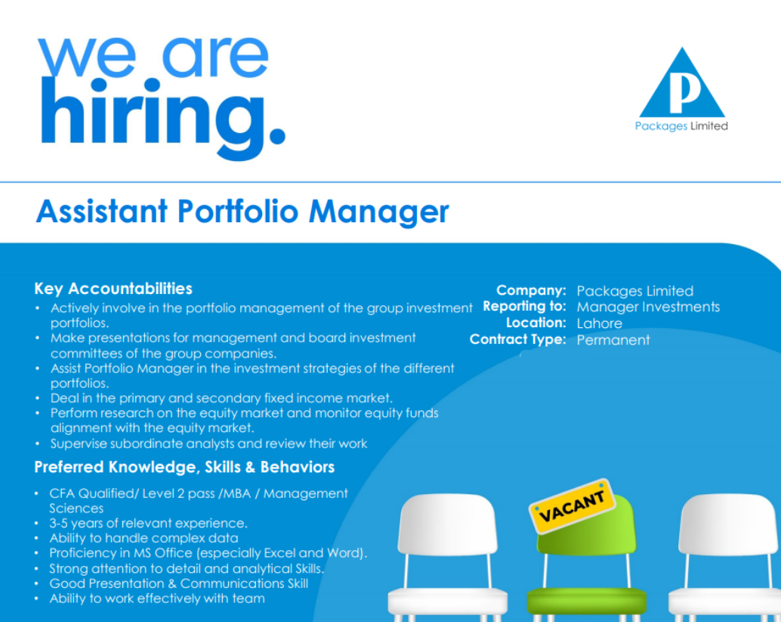 we are
hiring.
P
Packages Limited
Assistant Portfolio Manager
Key Accountabilities
• Actively involve in the portfolio management of the group investment
portfolios.
• Make presentations for management and board investment
committees of the group companies.
• Assist Portfolio Manager in the investment strategies of the different
portfolios.
• Deal in the primary and secondary fixed income market.
• Perform research on the equity market and monitor equity funds
alignment with the equity market.
• Supervise subordinate analysts and review their work
Company: Packages Limited
Reporting to: Manager Investments
Location: Lahore
Contract Type: Permanent
Preferred Knowledge, Skills & Behaviors
• CFA Qualified/ Level 2 pass /MBA / Management
Sciences
• 3-5 years of relevant experience.
• Ability to handle complex data
• Proficiency in MS Office (especially Excel and Word).
• Strong attention to detail and analytical Skills.
• Good Presentation & Communications Skill
• Ability to work effectively with team
VACANT